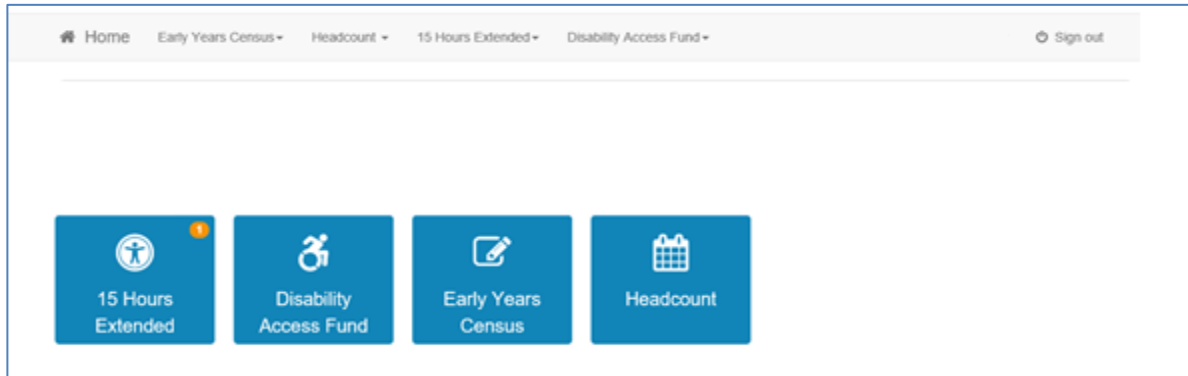 Home Early Years Census Headcount 15 Hours Extended Disability Access Fund Sign out
1
15 Hours
Extended
Disability
Access Fund
Early Years
Census
Headcount